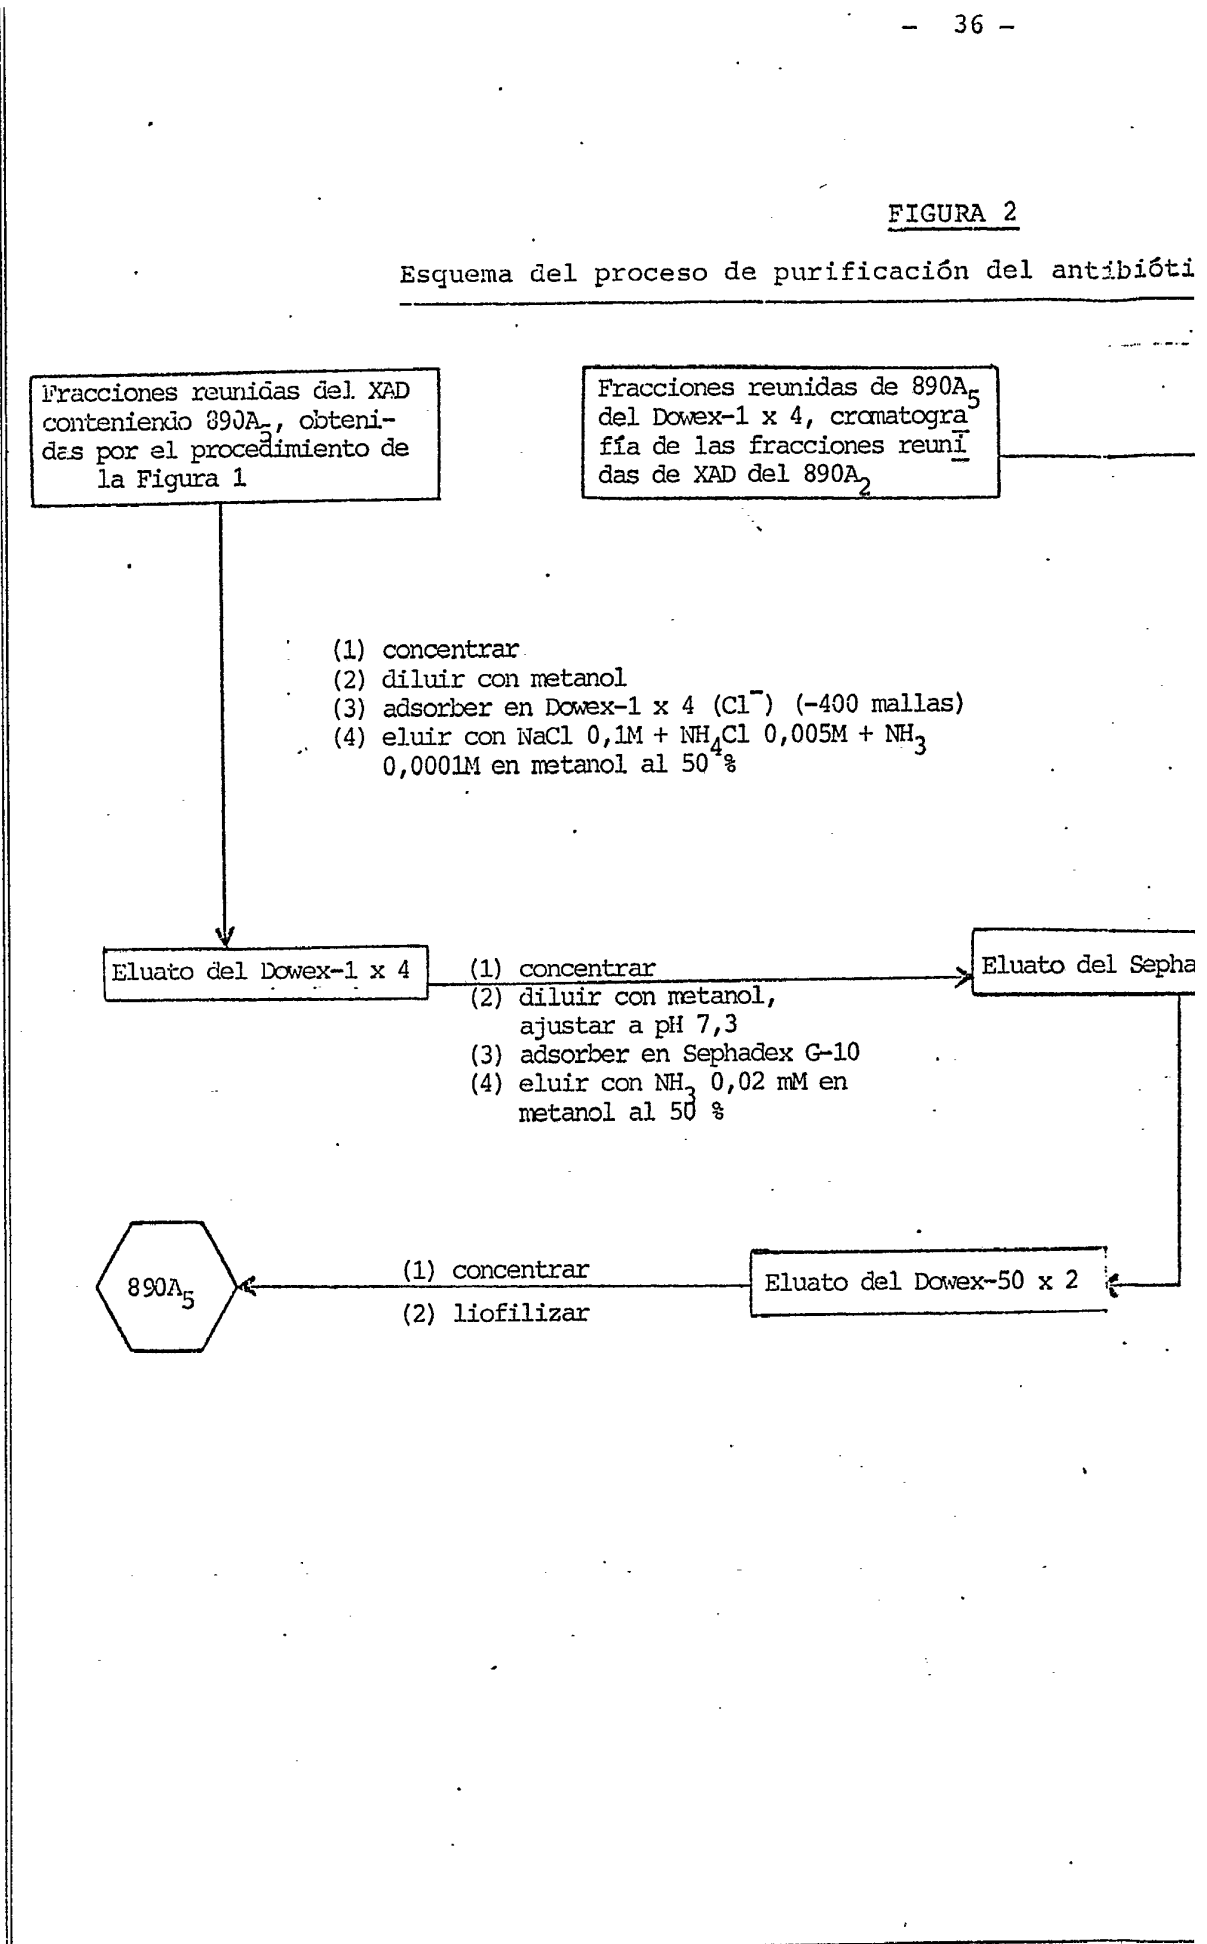 - 36 -
FIGURA 2
Esquema del proceso de purificación del antibióti
Fracciones reunidas del XAD
conteniendo 890A5, obteni-
das por el procedimiento de
la Figura 1
Fracciones reunidas de 890A5
del Dowex-1 x 4, cromatogra
fía de las fracciones reuni
das de XAD del 890A2
(1) concentrar
(2) diluir con metanol
(3) adsorber en Dowex-1 x 4 (Cl⁻) (-400 mallas)
(4) eluir con NaCl 0,1M + NH4Cl 0,005M + NH3
0,0001M en metanol al 50 %
Eluato del Dowex-1 x 4
(1) concentrar
(2) diluir con metanol,
ajustar a pH 7,3
(3) adsorber en Sephadex G-10
(4) eluir con NH3 0,02 mM en
metanol al 50 %
Eluato del Sepha
890A5
(1) concentrar
(2) liofilizar
Eluato del Dowex-50 x 2